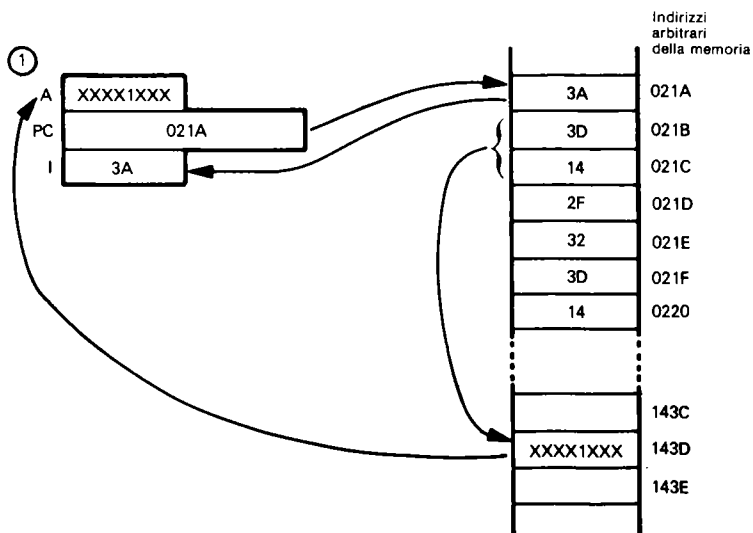 Indirizzi
arbitrari
della memoria
1
A XXXX1XXX
PC 021A
I 3A
3A 021A
3D 021B
14 021C
2F 021D
32 021E
3D 021F
14 0220
143C
XXXX1XXX 143D
143E